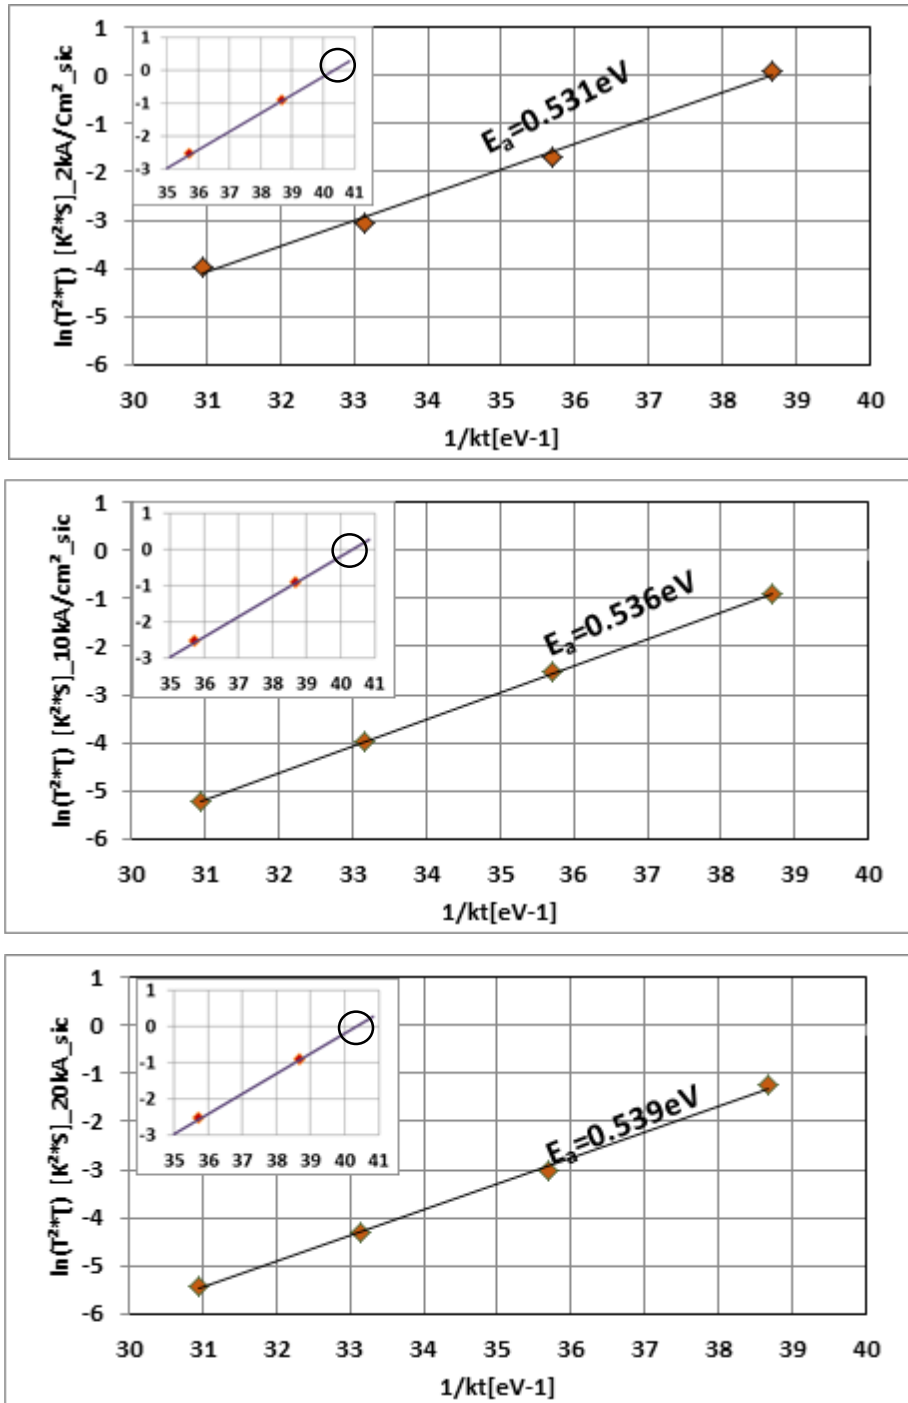 ln(T²*T) [K²*S]_2kA/Cm²_sic
1
0
-1
-2
-3
-4
-5
-6
1
0
-1
-2
-3
35 36 37 38 39 40 41
Eₐ=0.531eV
30 31 32 33 34 35 36 37 38 39 40
1/kt[eV-1]
ln(T²*T) [K²*S]_10kA/cm²_sic
1
0
-1
-2
-3
-4
-5
-6
1
0
-1
-2
-3
35 36 37 38 39 40 41
Eₐ=0.536eV
30 31 32 33 34 35 36 37 38 39 40
1/kt[eV-1]
ln(T²*T) [K²*S]_20kA_sic
1
0
-1
-2
-3
-4
-5
-6
1
0
-1
-2
-3
35 36 37 38 39 40 41
Eₐ=0.539eV
30 31 32 33 34 35 36 37 38 39 40
1/kt[eV-1]